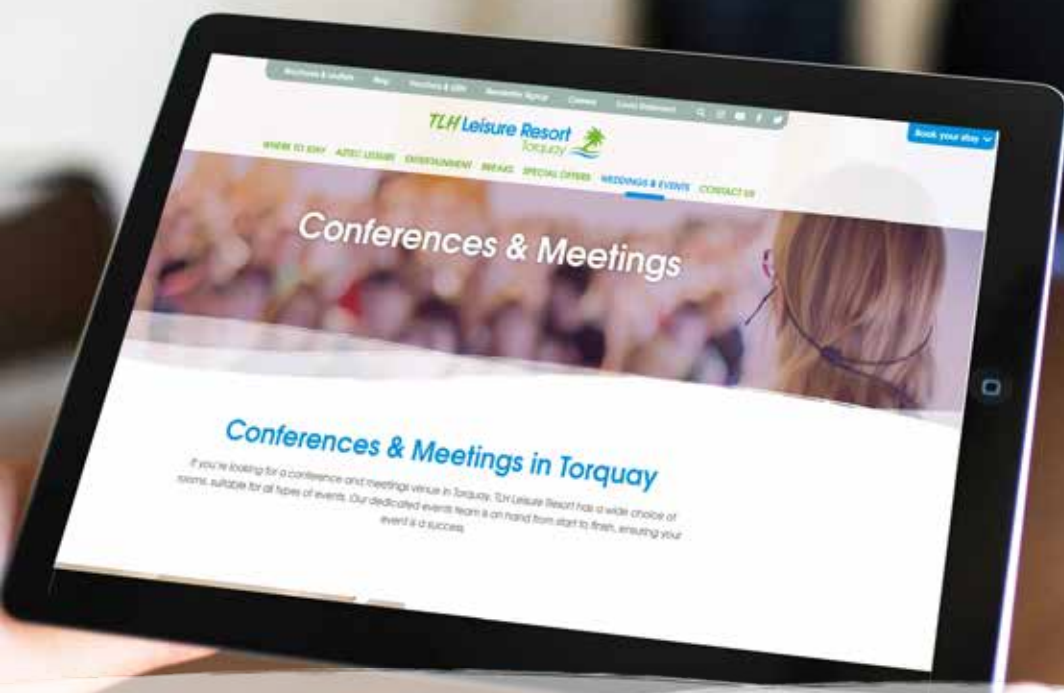 Brochures & Leaflets Blog Vouchers & Gifts Newsletter Signup Careers Covid Statement
TLH Leisure Resort
Torquay
Book your stay
WHERE TO STAY AZTEC LEISURE ENTERTAINMENT BREAKS SPECIAL OFFERS WEDDINGS & EVENTS CONTACT US
Conferences & Meetings
Conferences & Meetings in Torquay
If you're looking for a conference and meetings venue in Torquay, TLH Leisure Resort has a wide choice of
rooms, suitable for all types of events. Our dedicated events team is on hand from start to finish, ensuring your
event is a success.